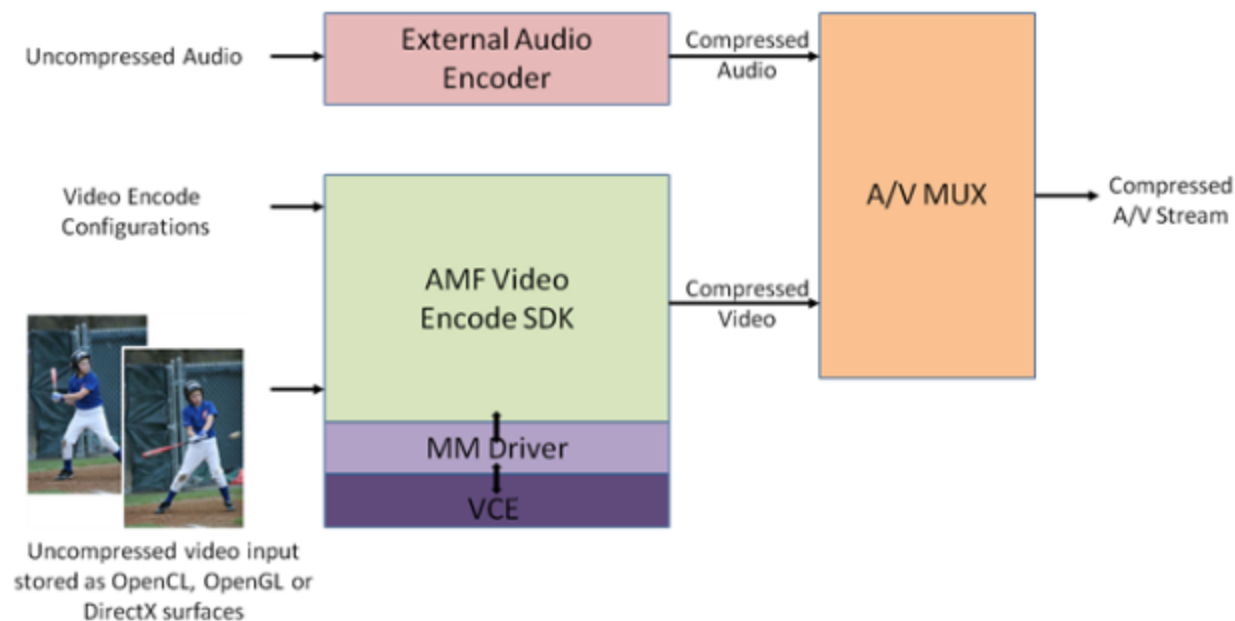 Uncompressed Audio
External Audio
Encoder
Compressed
Audio
Video Encode
Configurations
AMF Video
Encode SDK
Compressed
Video
A/V MUX
Compressed
A/V Stream
MM Driver
VCE
Uncompressed video input
stored as OpenCL, OpenGL or
DirectX surfaces